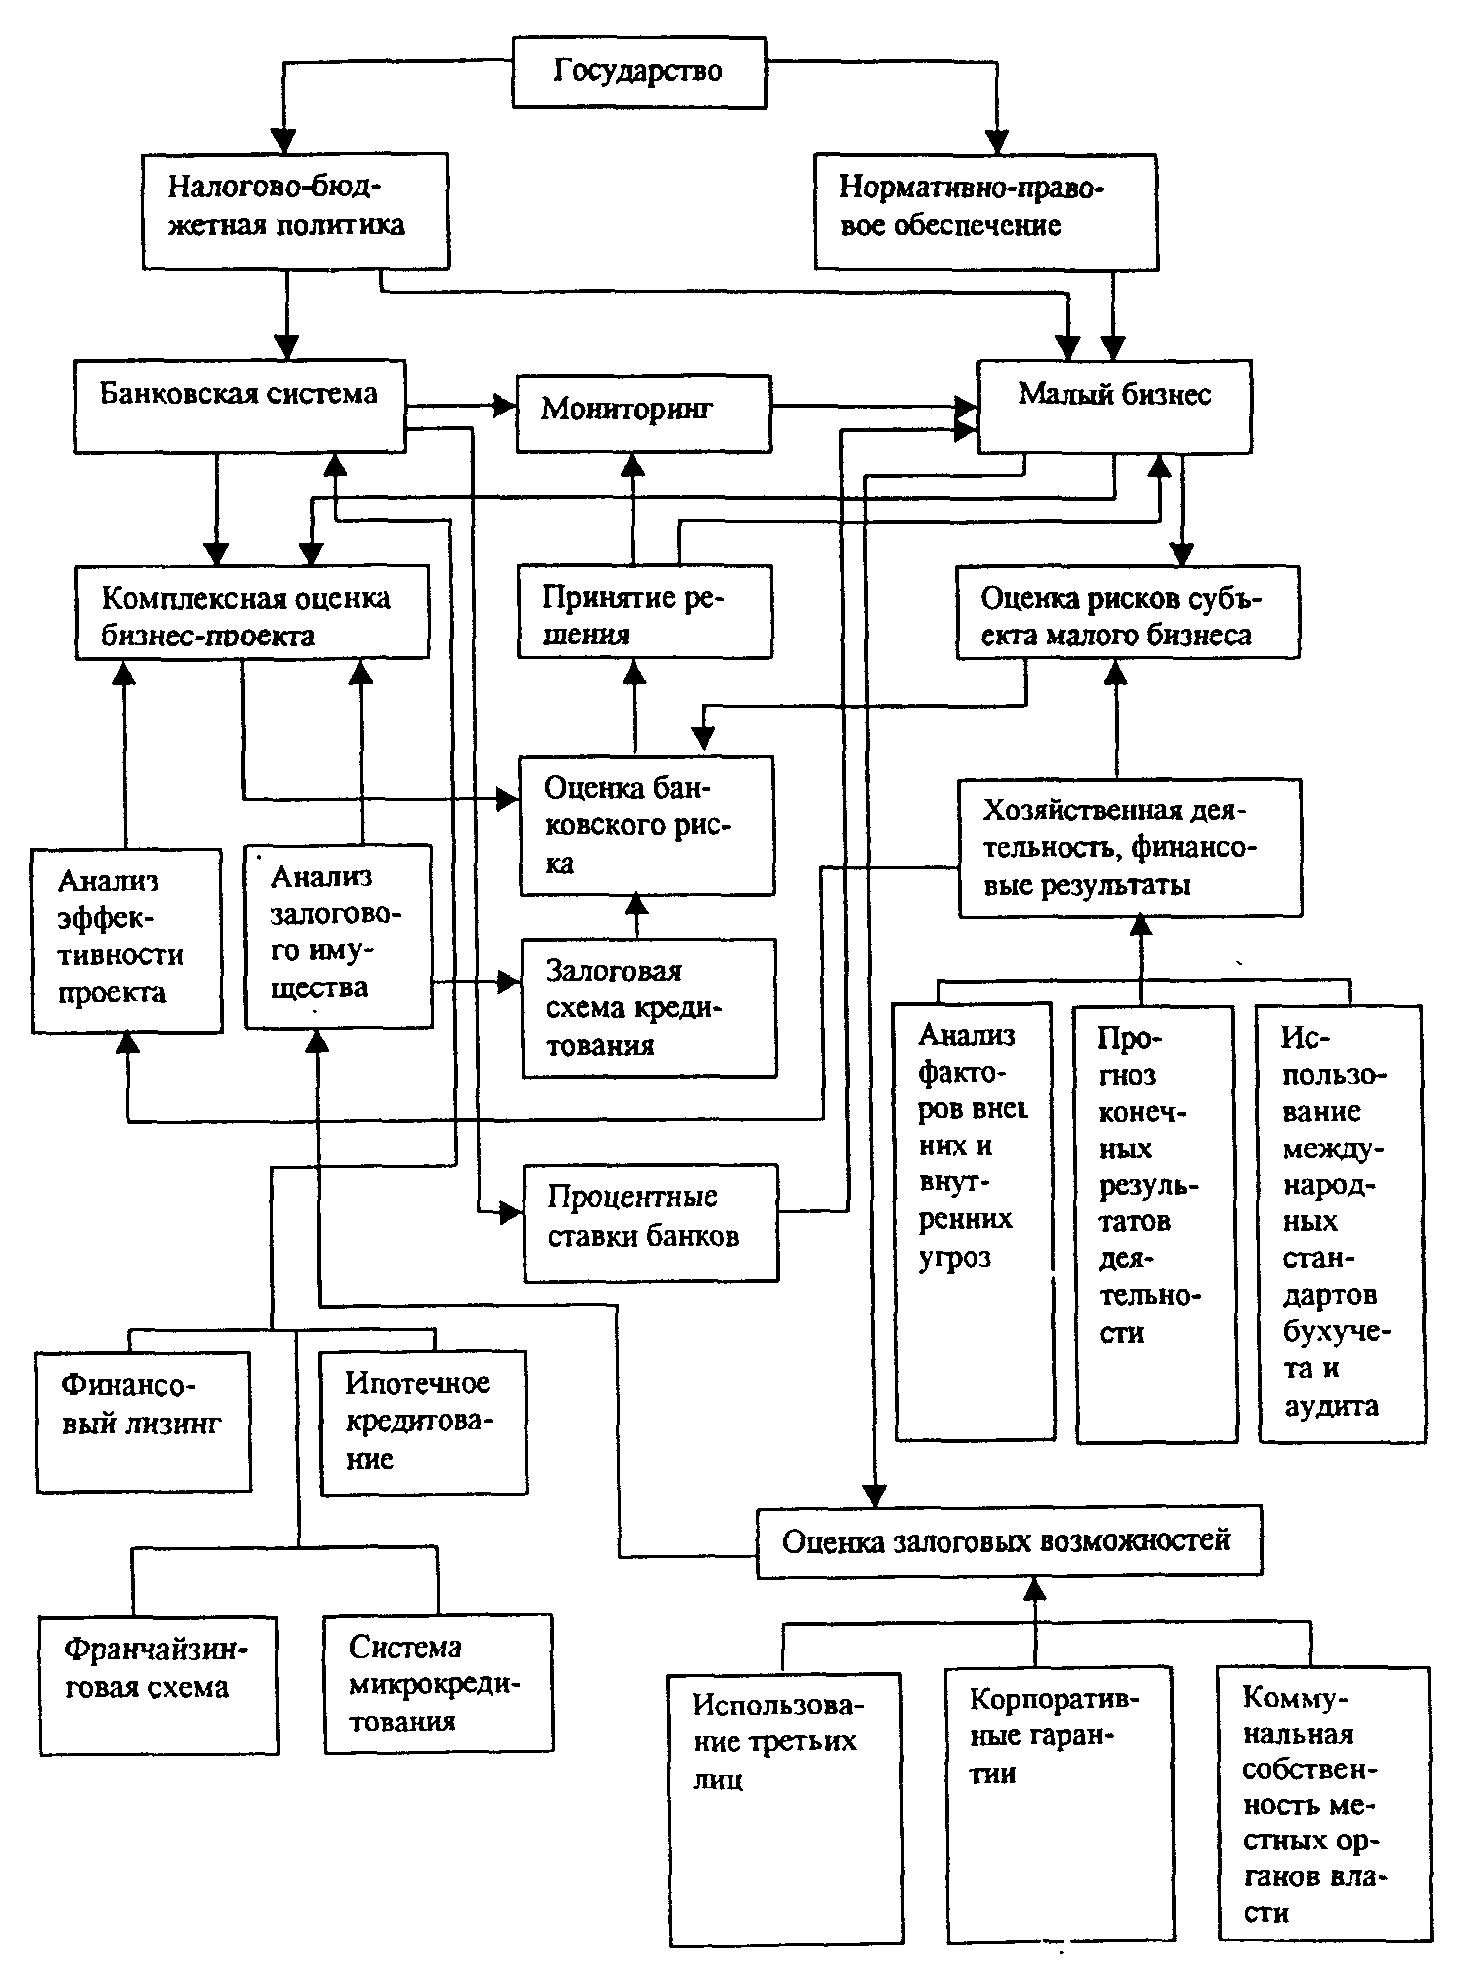 Государство
Налогово-бюд-
жетная политика
Нормативно-право-
вое обеспечение
Банковская система
Мониторинг
Малый бизнес
Комплексная оценка
бизнес-проекта
Принятие ре-
шения
Оценка рисков субъ-
екта малого бизнеса
Оценка бан-
ковского рис-
ка
Хозяйственная дея-
тельность, финансо-
вые результаты
Анализ
эффек-
тивности
проекта
Анализ
залогово-
го иму-
щества
Залоговая
схема креди-
тования
Анализ
факто-
ров внеш
них и
внут-
ренних
угроз
Про-
гноз
конеч-
ных
резуль-
татов
дея-
тельно-
сти
Ис-
пользо-
вание
между-
народ-
ных
стан-
дартов
бухуче-
та и
аудита
Процентные
ставки банков
Финансо-
вый лизинг
Ипотечное
кредитова-
ние
Франчайзин-
говая схема
Система
микрокреди-
тования
Оценка залоговых возможностей
Использова-
ние третьих
лиц
Корпоратив-
ные гаран-
тии
Комму-
нальная
собствен-
ность ме-
стных ор-
ганов вла-
сти